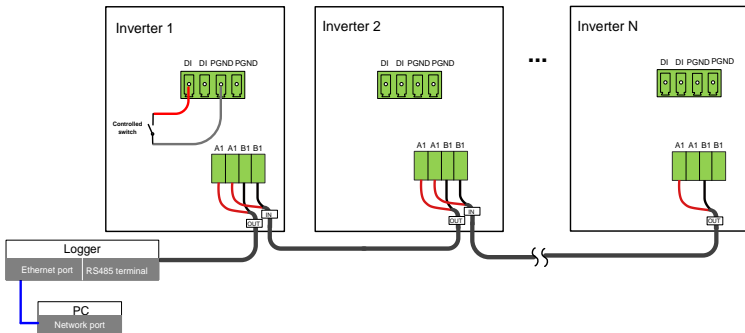 Inverter 1
DI DI PGND PGND
Controlled
switch
A1 A1 B1 B1
IN
OUT
Inverter 2
DI DI PGND PGND
A1 A1 B1 B1
IN
OUT
...
Inverter N
DI DI PGND PGND
A1 A1 B1 B1
OUT
Logger
Ethernet port RS485 terminal
PC
Network port